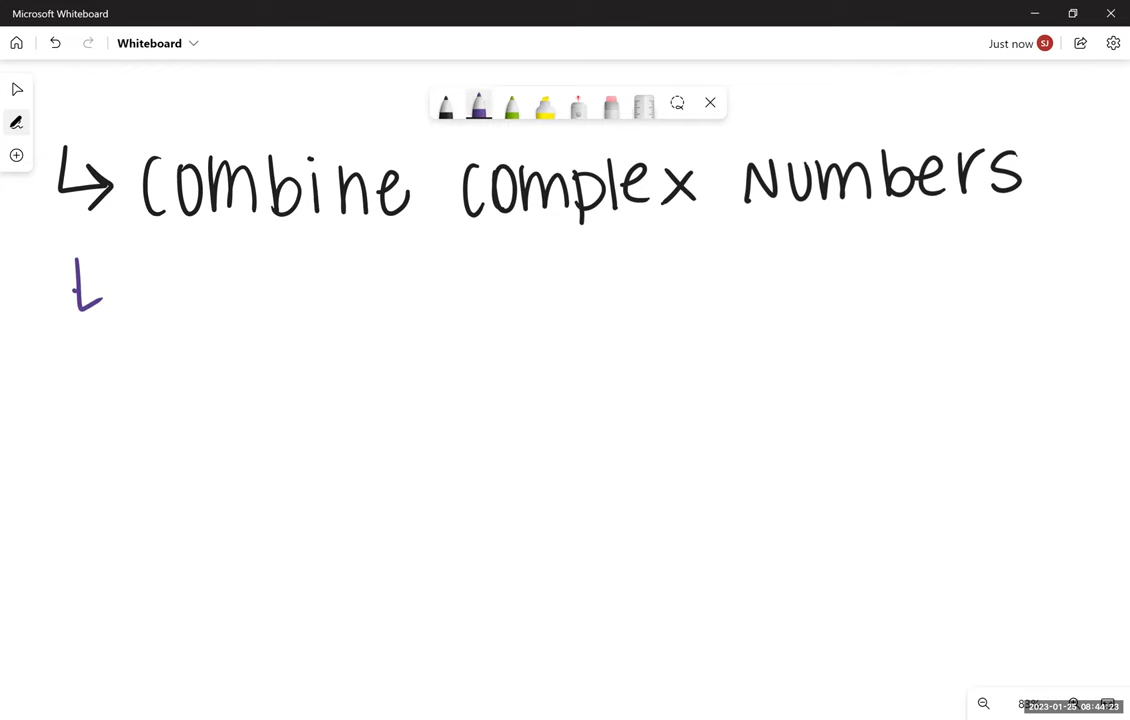 Microsoft Whiteboard
Whiteboard
Just now SJ
↳ Combine complex numbers
2023-01-25 08:44:23